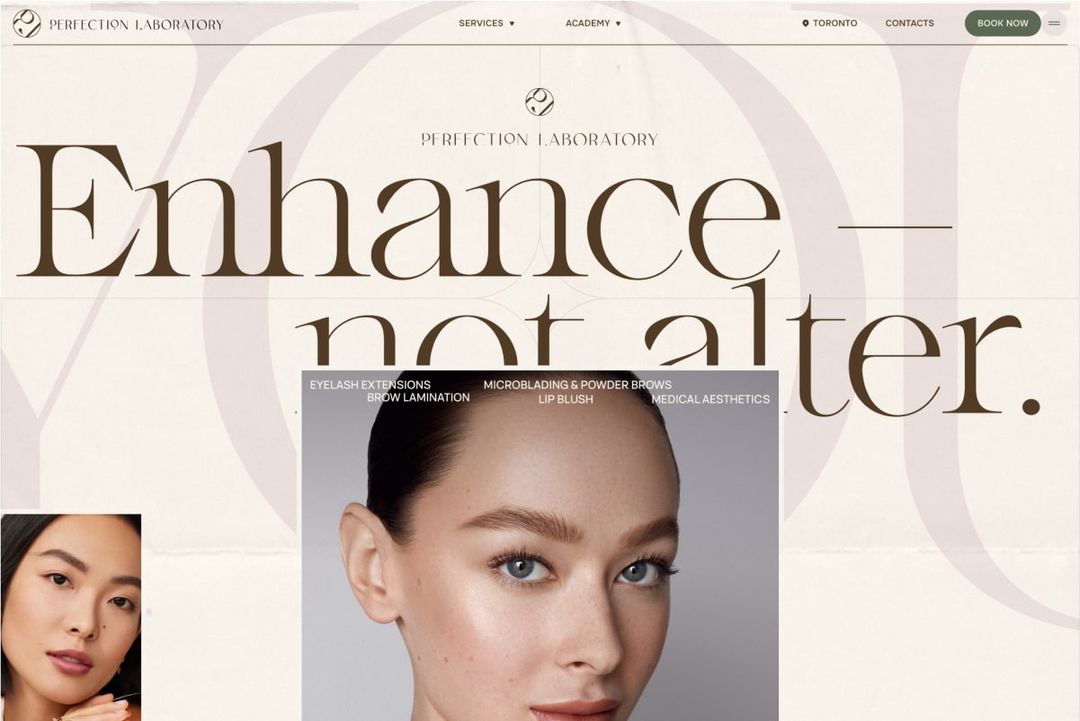 PERFECTION LABORATORY
SERVICES ▼
ACADEMY ▼
TORONTO
CONTACTS
BOOK NOW
YOU
PERFECTION LABORATORY
Enhance —
not alter.
EYELASH EXTENSIONS
MICROBLADING & POWDER BROWS
BROW LAMINATION
LIP BLUSH
MEDICAL AESTHETICS